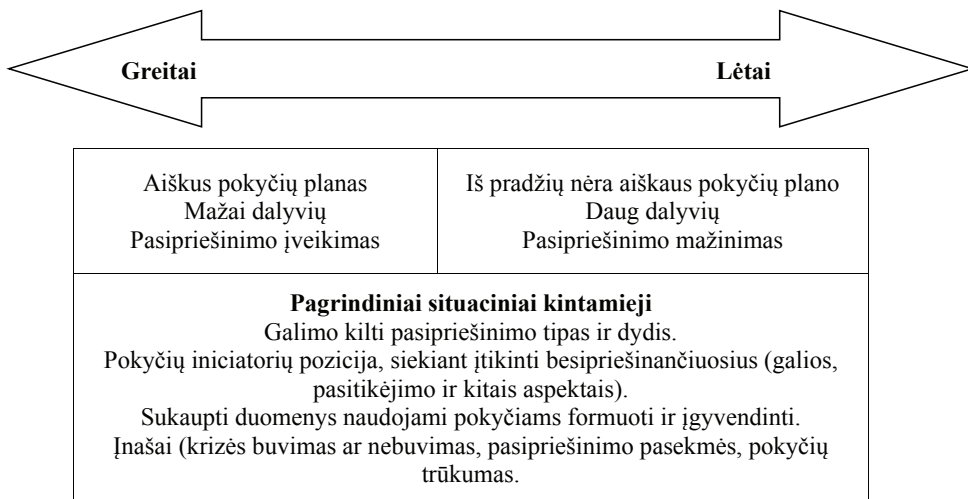 Greitai
Lėtai
Aiškus pokyčių planas
Mažai dalyvių
Pasipriešinimo įveikimas
Iš pradžių nėra aiškaus pokyčių plano
Daug dalyvių
Pasipriešinimo mažinimas
Pagrindiniai situaciniai kintamieji
Galimo kilti pasipriešinimo tipas ir dydis.
Pokyčių iniciatorių pozicija, siekiant įtikinti besipriešinančiuosius (galios,
pasitikėjimo ir kitais aspektais).
Sukaupti duomenys naudojami pokyčiams formuoti ir įgyvendinti.
Įnašai (krizės buvimas ar nebuvimas, pasipriešinimo pasekmės, pokyčių
trūkumas.